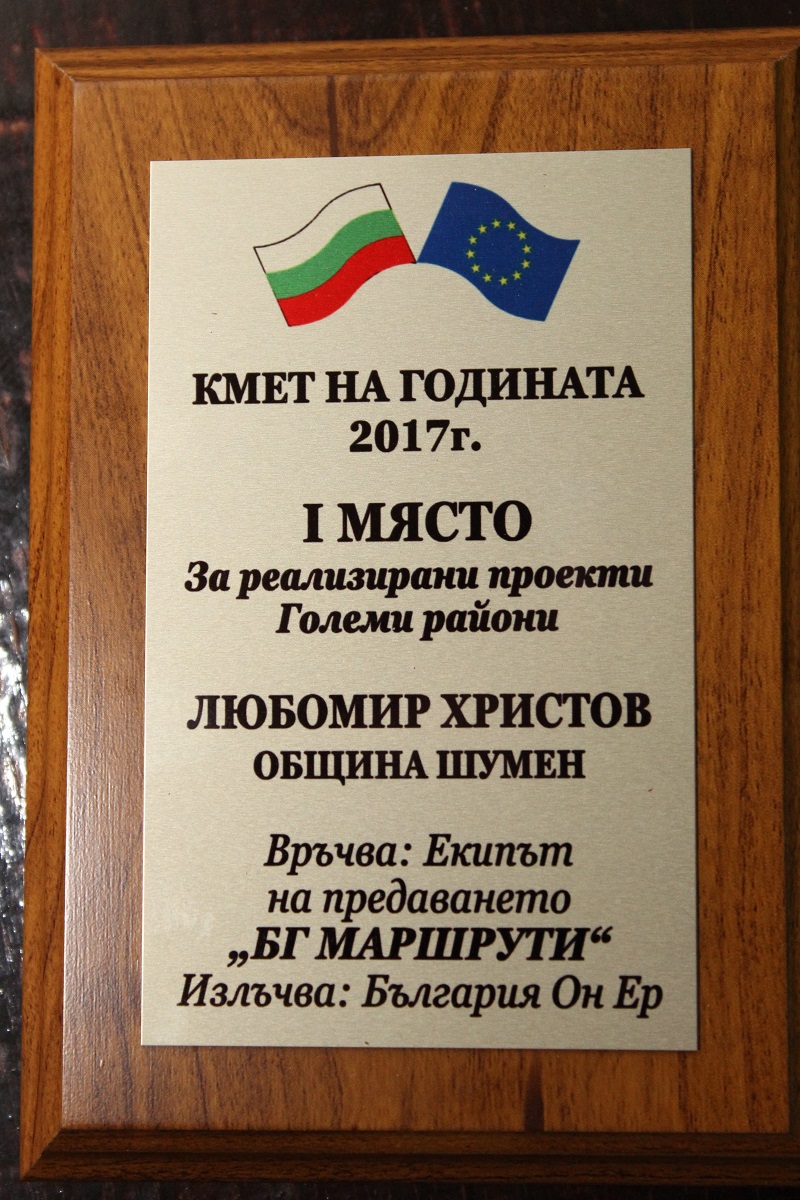 КМЕТ НА ГОДИНАТА
2017г.
I МЯСТО
За реализирани проекти
Големи райони
ЛЮБОМИР ХРИСТОВ
ОБЩИНА ШУМЕН
Връчва: Екипът
на предаването
„БГ МАРШРУТИ“
Излъчва: България Он Ер